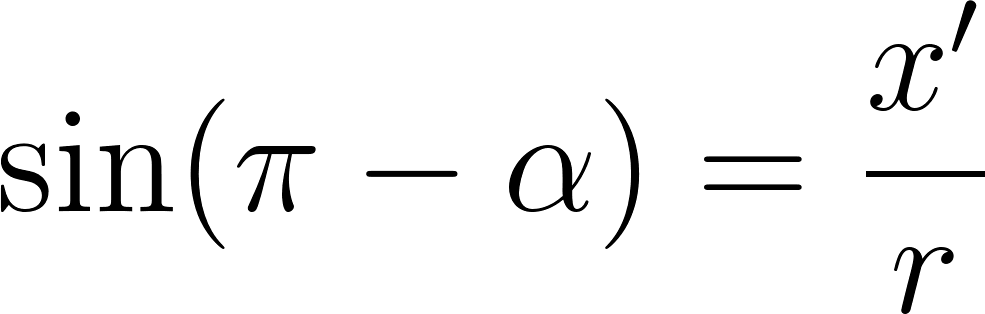 sin(π − α) = x′/r